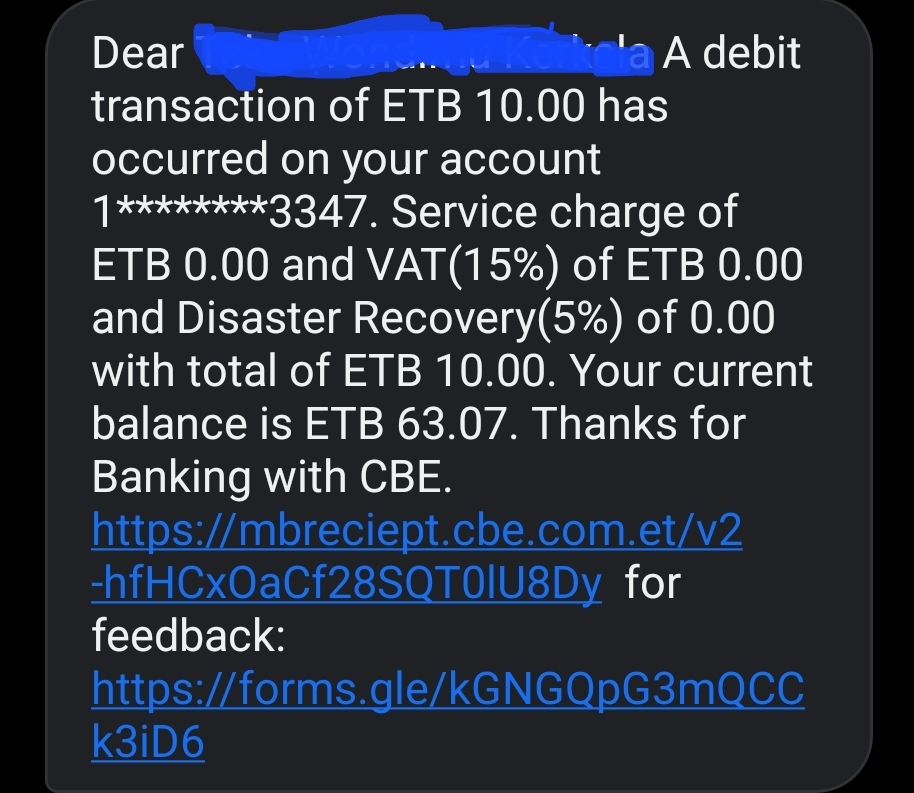 Dear A debit
transaction of ETB 10.00 has
occurred on your account
1********3347. Service charge of
ETB 0.00 and VAT(15%) of ETB 0.00
and Disaster Recovery(5%) of 0.00
with total of ETB 10.00. Your current
balance is ETB 63.07. Thanks for
Banking with CBE.
https://mbreciept.cbe.com.et/v2
-hfHCxOaCf28SQT0lU8Dy for
feedback:
https://forms.gle/kGNGQpG3mQCC
k3iD6